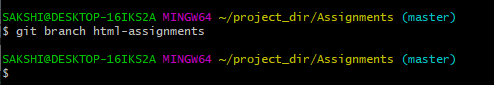 SAKSHI@DESKTOP-16IKS2A MINGW64 ~/project_dir/Assignments (master)
$ git branch html-assignments
SAKSHI@DESKTOP-16IKS2A MINGW64 ~/project_dir/Assignments (master)
$